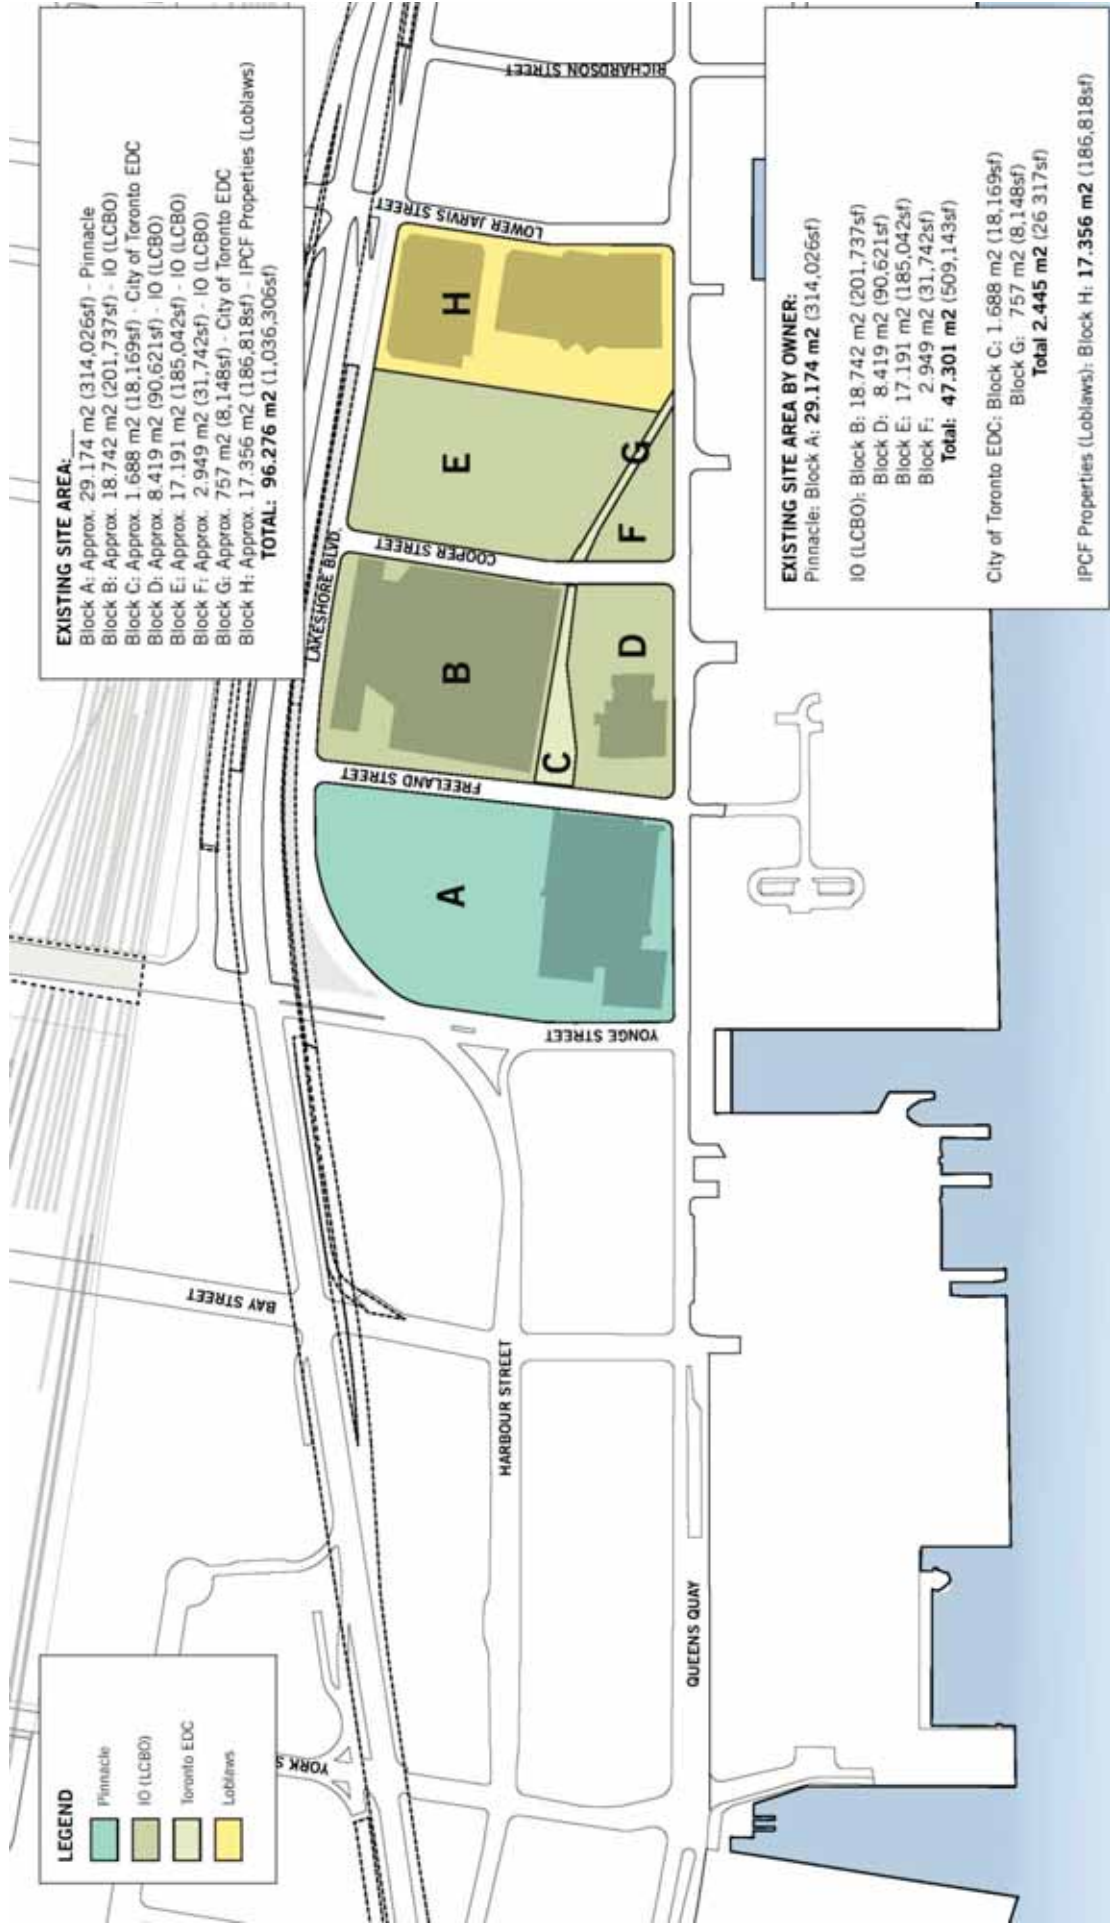 EXISTING SITE AREA:
Block A: Approx. 29.174 m2 (314,026sf) - Pinnacle
Block B: Approx. 18.742 m2 (201,737sf) - IO (LCBO)
Block C: Approx. 1.688 m2 (18,169sf) - City of Toronto EDC
Block D: Approx. 8.419 m2 (90,621sf) - IO (LCBO)
Block E: Approx. 17.191 m2 (185,042sf) - IO (LCBO)
Block F: Approx. 2.949 m2 (31,742sf) - IO (LCBO)
Block G: Approx. 757 m2 (8,148sf) - City of Toronto EDC
Block H: Approx. 17.356 m2 (186,818sf) - IPCF Properties (Loblaws)
TOTAL: 96.276 m2 (1,036,306sf)
LEGEND
Pinnacle
IO (LCBO)
Toronto EDC
Loblaws
YORK S
BAY STREET
HARBOUR STREET
QUEENS QUAY
YONGE STREET
FREELAND STREET
LAKESHORE BLVD.
COOPER STREET
LOWER JARVIS STREET
RICHARDSON STREET
A
B
C
D
E
F
G
H
EXISTING SITE AREA BY OWNER:
Pinnacle: Block A: 29.174 m2 (314,026sf)
IO (LCBO): Block B: 18.742 m2 (201,737sf)
Block D: 8.419 m2 (90,621sf)
Block E: 17.191 m2 (185,042sf)
Block F: 2.949 m2 (31,742sf)
Total: 47.301 m2 (509,143sf)
City of Toronto EDC: Block C: 1.688 m2 (18,169sf)
Block G: 757 m2 (8,148sf)
Total 2.445 m2 (26 317sf)
IPCF Properties (Loblaws): Block H: 17.356 m2 (186,818sf)